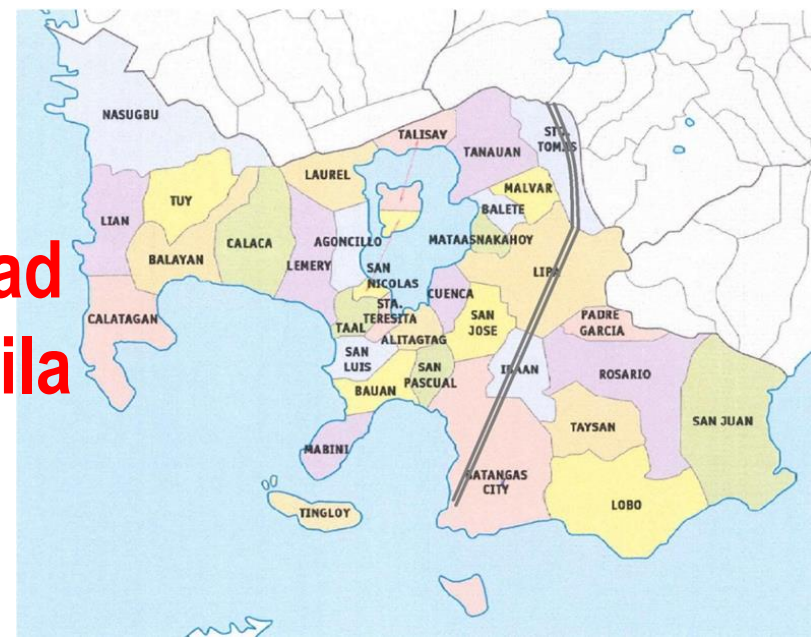 NASUGBU
TALISAY
STO.
TOMAS
TANAUAN
LAUREL
MALVAR
TUY
BALETE
LIAN
AGONCILLO
MATAASNAKAHOY
CALACA
BALAYAN
LEMERY
LIPA
ad
SAN
NICOLAS
CUENCA
CALATAGAN
STA.
TERESITA
SAN
JOSE
PADRE
GARCIA
TAAL
ALITAGTAG
ila
SAN
LUIS
SAN
PASCUAL
IBAAN
ROSARIO
BAUAN
SAN JUAN
TAYSAN
MABINI
BATANGAS
CITY
LOBO
TINGLOY